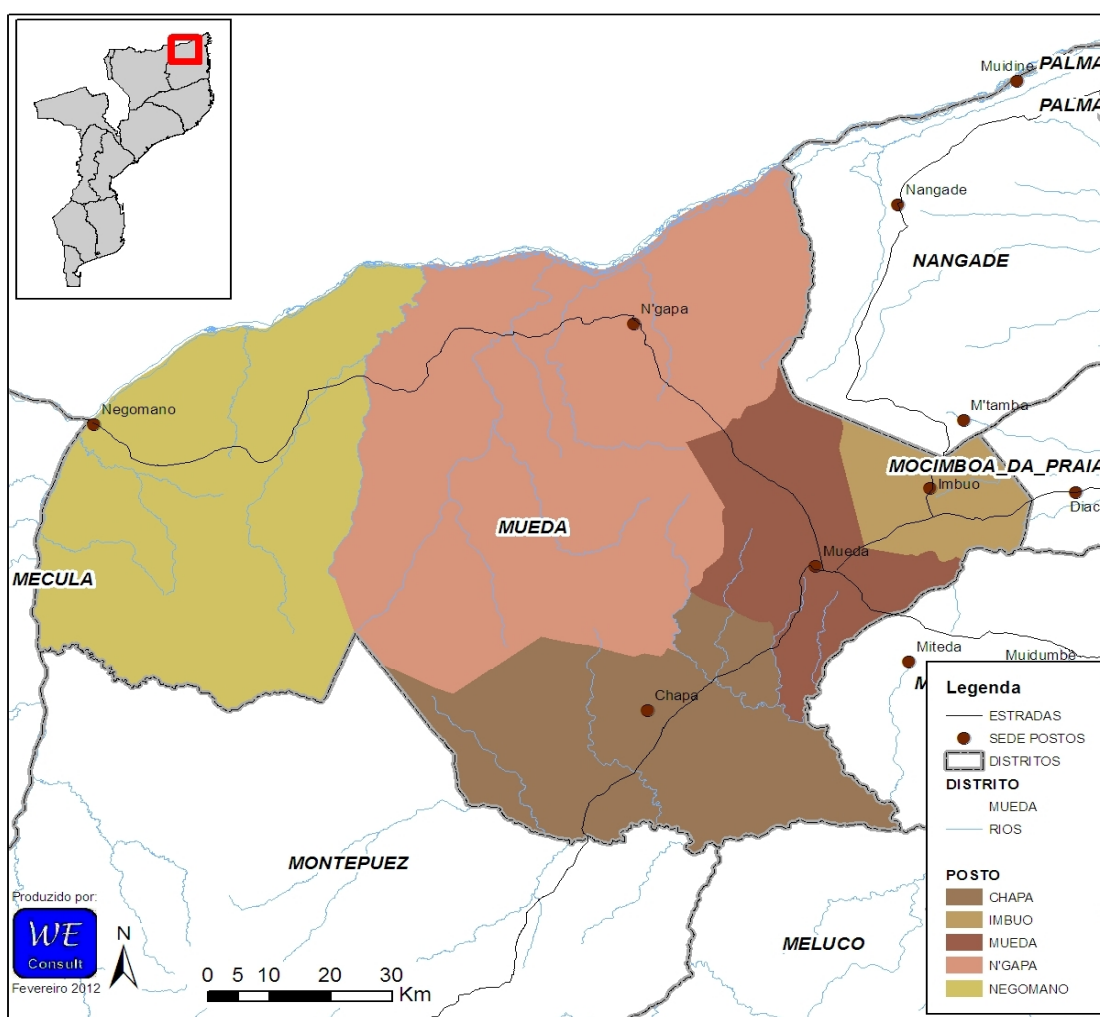 Muidine
PALMA
PALMA
Nangade
NANGADE
N'gapa
Negomano
M'tamba
MOCIMBOA_DA_PRAIA
Imbuo
Diac
MUEDA
Mueda
MECULA
Miteda
Muidumbe
M
Chapa
MONTEPUEZ
MELUCO
Legenda
ESTRADAS
SEDE POSTOS
DISTRITOS
DISTRITO
MUEDA
RIOS
POSTO
CHAPA
IMBUO
MUEDA
N'GAPA
NEGOMANO
Produzido por:
WE
Consult
Fevereiro 2012
N
0 5 10 20 30
Km